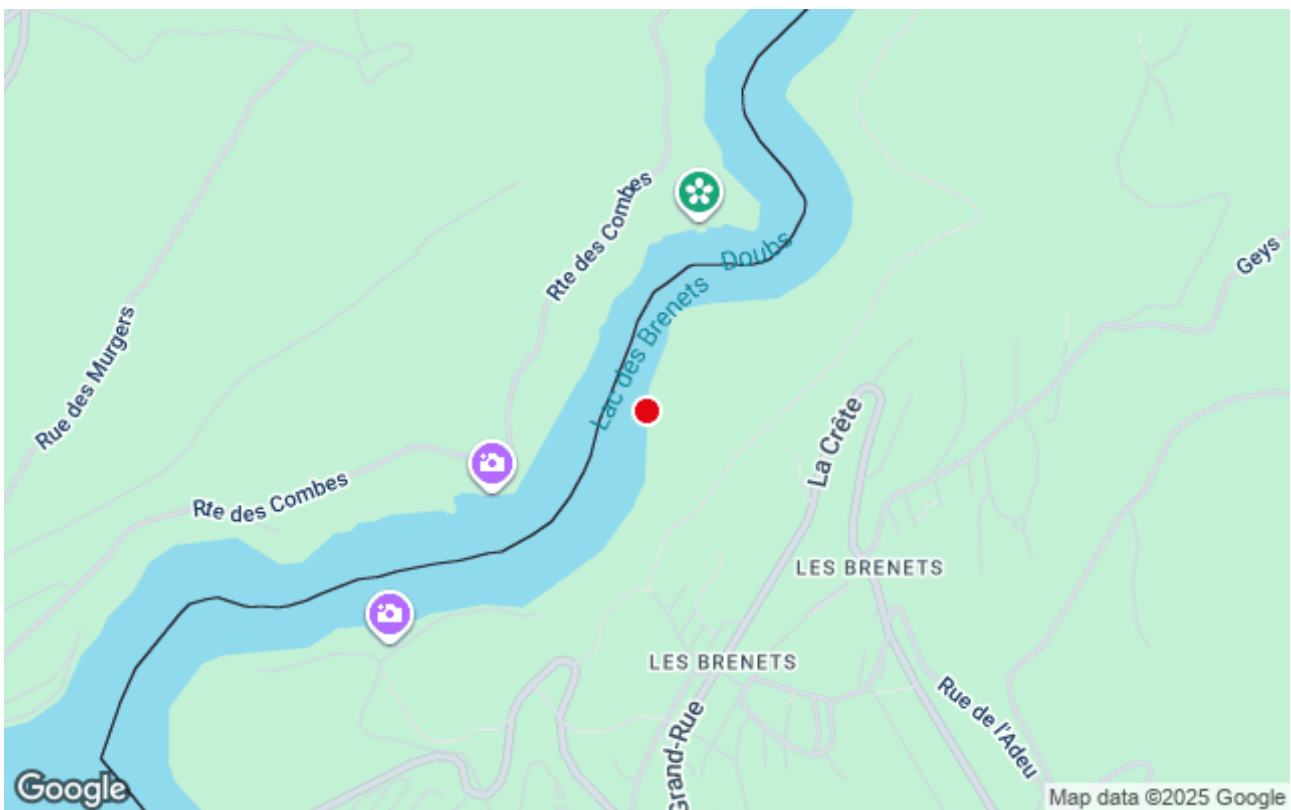 Rte des Combes
Doubs
Geys
Lac des Brenets
Rue des Murgers
La Crête
Rte des Combes
LES BRENETS
LES BRENETS
Rue de l'Adeu
Grand-Rue
Google
Map data ©2025 Google